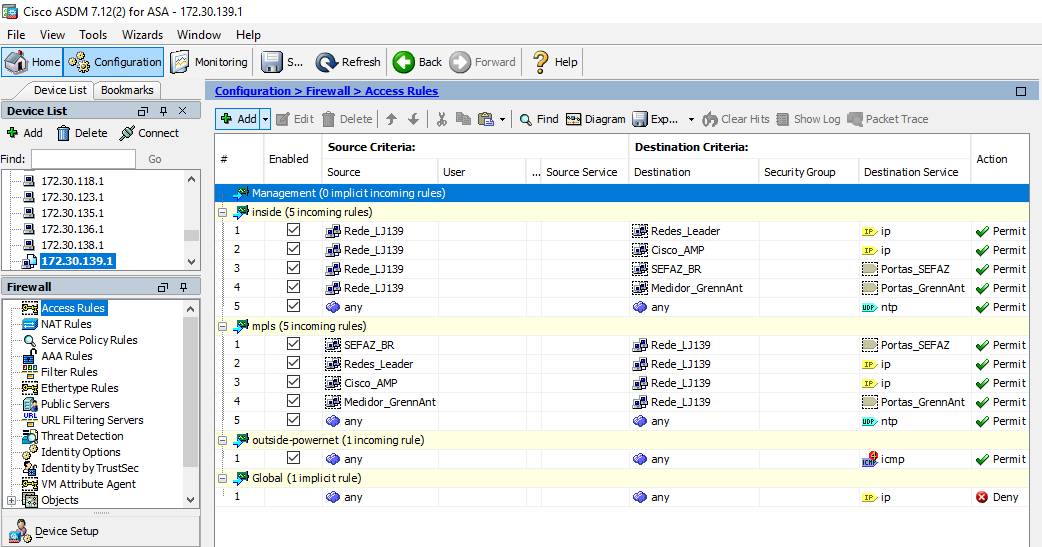 Cisco ASDM 7.12(2) for ASA - 172.30.139.1
File View Tools Wizards Window Help
Home Configuration Monitoring S... Refresh Back Forward Help
Device List Bookmarks
Device List
Add Delete Connect
Find: Go
172.30.118.1
172.30.123.1
172.30.135.1
172.30.136.1
172.30.138.1
172.30.139.1
Firewall
Access Rules
NAT Rules
Service Policy Rules
AAA Rules
Filter Rules
Ethertype Rules
Public Servers
URL URL Filtering Servers
Threat Detection
Identity Options
Identity by TrustSec
VM Attribute Agent
Objects
Device Setup
Configuration > Firewall > Access Rules
Add Edit Delete Find Diagram Exp... Clear Hits Show Log Packet Trace
# Enabled Source Criteria: Destination Criteria: Action
Source User ... Source Service Destination Security Group Destination Service
Management (0 implicit incoming rules)
inside (5 incoming rules)
1 Rede_LJ139 Redes_Leader IP ip Permit
2 Rede_LJ139 Cisco_AMP IP ip Permit
3 Rede_LJ139 SEFAZ_BR Portas_SEFAZ Permit
4 Rede_LJ139 Medidor_GrennAnt Portas_GrennAnt Permit
5 any any UDP ntp Permit
mpls (5 incoming rules)
1 SEFAZ_BR Rede_LJ139 Portas_SEFAZ Permit
2 Redes_Leader Rede_LJ139 IP ip Permit
3 Cisco_AMP Rede_LJ139 IP ip Permit
4 Medidor_GrennAnt Rede_LJ139 Portas_GrennAnt Permit
5 any any UDP ntp Permit
outside-powernet (1 incoming rule)
1 any any ICMP icmp Permit
Global (1 implicit rule)
1 any any IP ip Deny